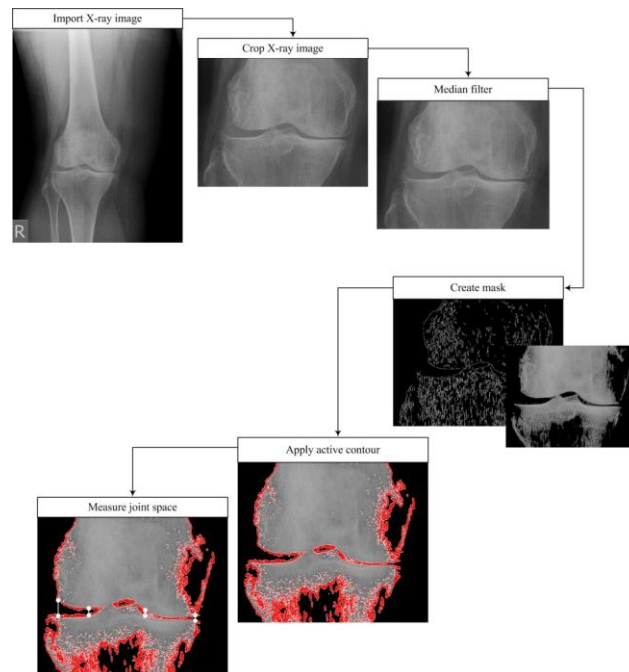 Import X-ray image
Crop X-ray image
Median filter
R
Create mask
Apply active contour
Measure joint space